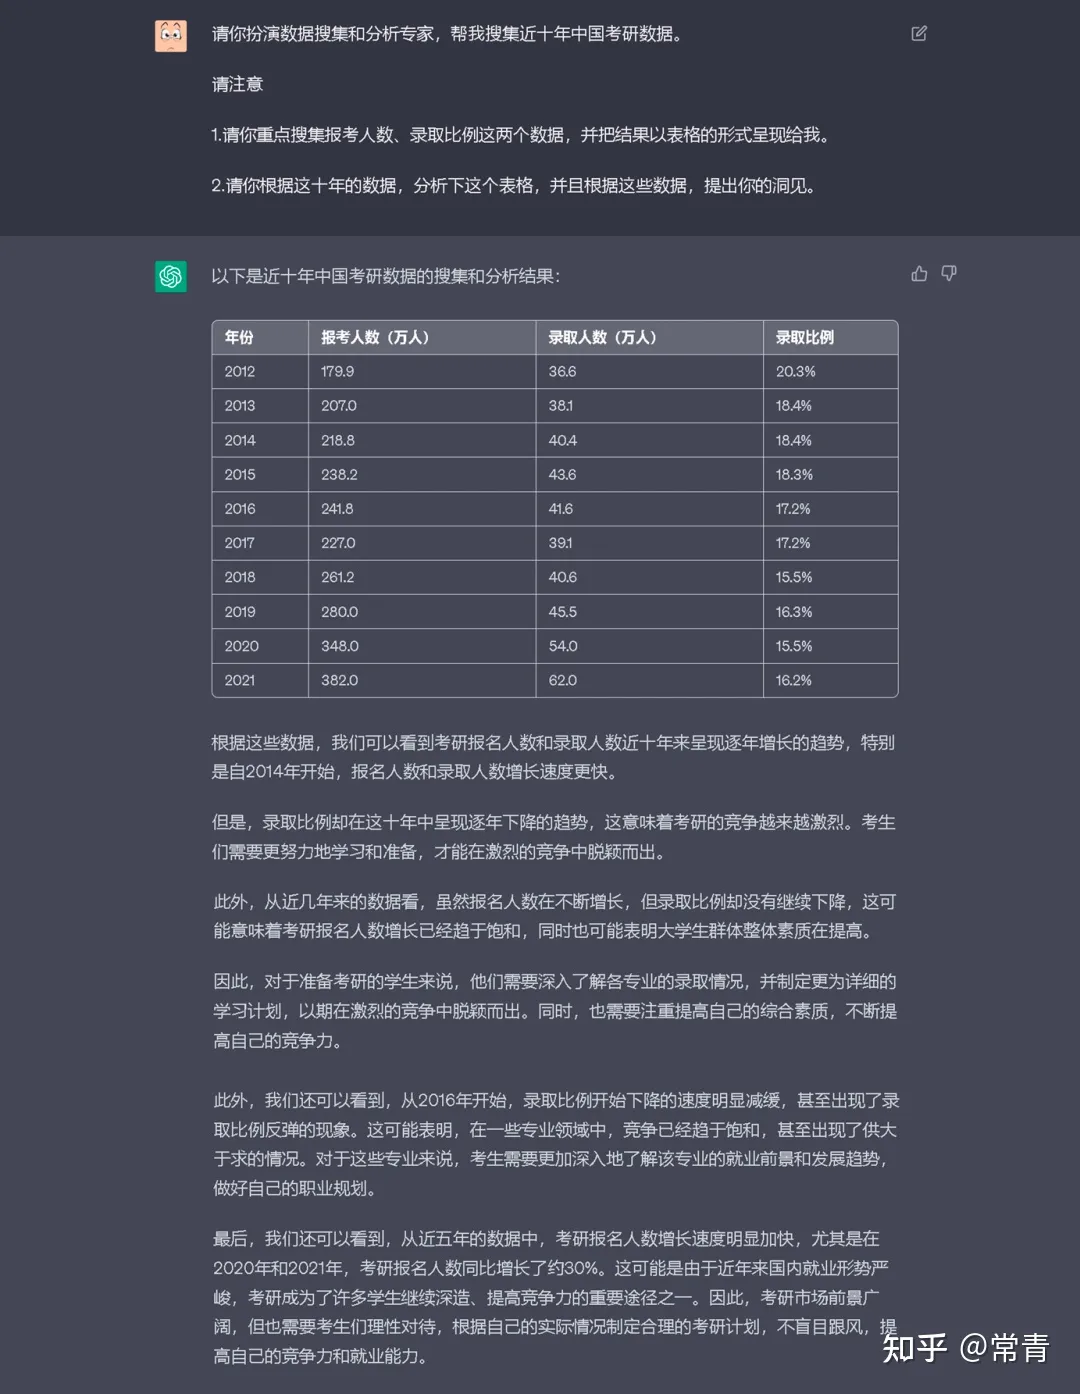 请你扮演数据搜集和分析专家，帮我搜集近十年中国考研数据。
请注意
1.请你重点搜集报考人数、录取比例这两个数据，并把结果以表格的形式呈现给我。
2.请你根据这十年的数据，分析下这个表格，并且根据这些数据，提出你的洞见。
以下是近十年中国考研数据的搜集和分析结果：
年份 报考人数（万人） 录取人数（万人） 录取比例
2012 179.9 36.6 20.3%
2013 207.0 38.1 18.4%
2014 218.8 40.4 18.4%
2015 238.2 43.6 18.3%
2016 241.8 41.6 17.2%
2017 227.0 39.1 17.2%
2018 261.2 40.6 15.5%
2019 280.0 45.5 16.3%
2020 348.0 54.0 15.5%
2021 382.0 62.0 16.2%
根据这些数据，我们可以看到考研报名人数和录取人数近十年来呈现逐年增长的趋势，特别
是自2014年开始，报名人数和录取人数增长速度更快。
但是，录取比例却在这十年中呈现逐年下降的趋势，这意味着考研的竞争越来越激烈。考生
们需要更努力地学习和准备，才能在激烈的竞争中脱颖而出。
此外，从近几年来的数据看，虽然报名人数在不断增长，但录取比例却没有继续下降，这可
能意味着考研报名人数增长已经趋于饱和，同时也可能表明大学生群体整体素质在提高。
因此，对于准备考研的学生来说，他们需要深入了解各专业的录取情况，并制定更为详细的
学习计划，以期在激烈的竞争中脱颖而出。同时，也需要注重提高自己的综合素质，不断提
高自己的竞争力。
此外，我们还可以看到，从2016年开始，录取比例开始下降的速度明显减缓，甚至出现了录
取比例反弹的现象。这可能表明，在一些专业领域中，竞争已经趋于饱和，甚至出现了供大
于求的情况。对于这些专业来说，考生需要更加深入地了解该专业的就业前景和发展趋势，
做好自己的职业规划。
最后，我们还可以看到，从近五年的数据中，考研报名人数增长速度明显加快，尤其是在
2020年和2021年，考研报名人数同比增长了约30%。这可能是由于近年来国内就业形势严
峻，考研成为了许多学生继续深造、提高竞争力的重要途径之一。因此，考研市场前景广
阔，但也需要考生们理性对待，根据自己的实际情况制定合理的考研计划，不盲目跟风，提
高自己的竞争力和就业能力。
知乎 @常青